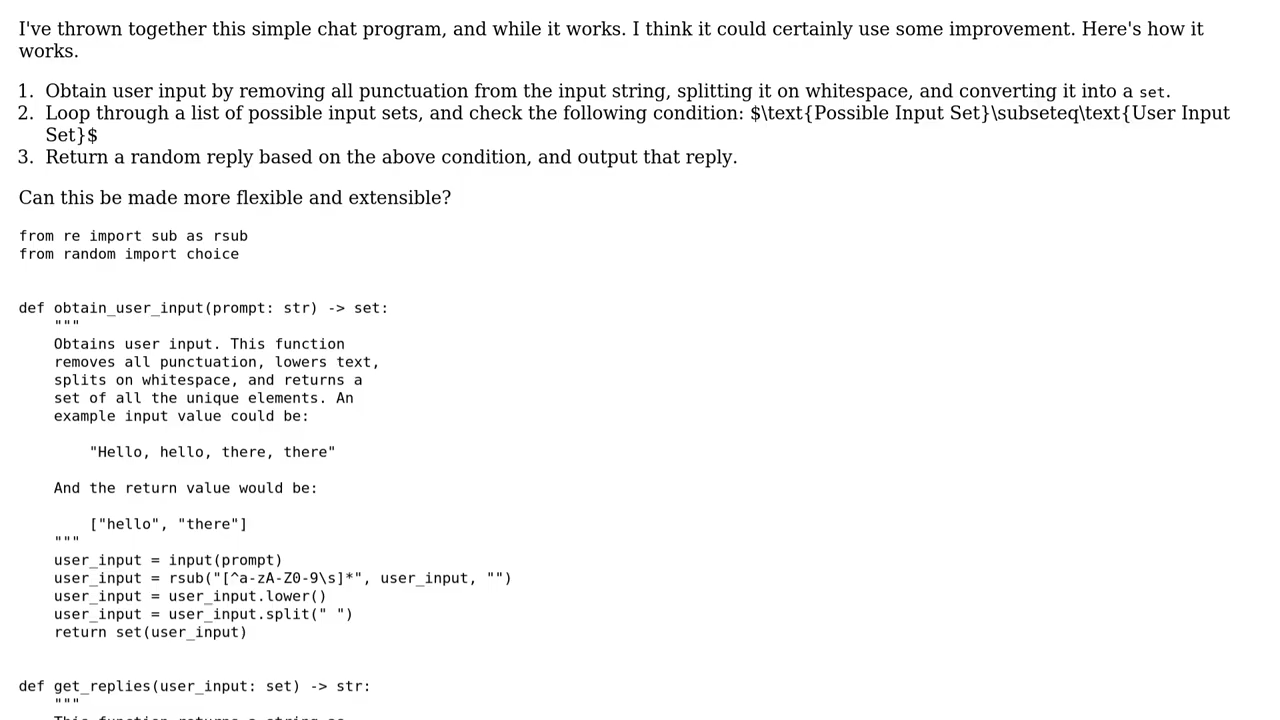 I've thrown together this simple chat program, and while it works. I think it could certainly use some improvement. Here's how it
works.
1. Obtain user input by removing all punctuation from the input string, splitting it on whitespace, and converting it into a set.
2. Loop through a list of possible input sets, and check the following condition: $\text{Possible Input Set}\subseteq\text{User Input
Set}$
3. Return a random reply based on the above condition, and output that reply.
Can this be made more flexible and extensible?
from re import sub as rsub
from random import choice
def obtain_user_input(prompt: str) -> set:
    """
    Obtains user input. This function
    removes all punctuation, lowers text,
    splits on whitespace, and returns a
    set of all the unique elements. An
    example input value could be:
        "Hello, hello, there, there"
    And the return value would be:
        ["hello", "there"]
    """
    user_input = input(prompt)
    user_input = rsub("[^a-zA-Z0-9\s]*", user_input, "")
    user_input = user_input.lower()
    user_input = user_input.split(" ")
    return set(user_input)
def get_replies(user_input: set) -> str:
    """